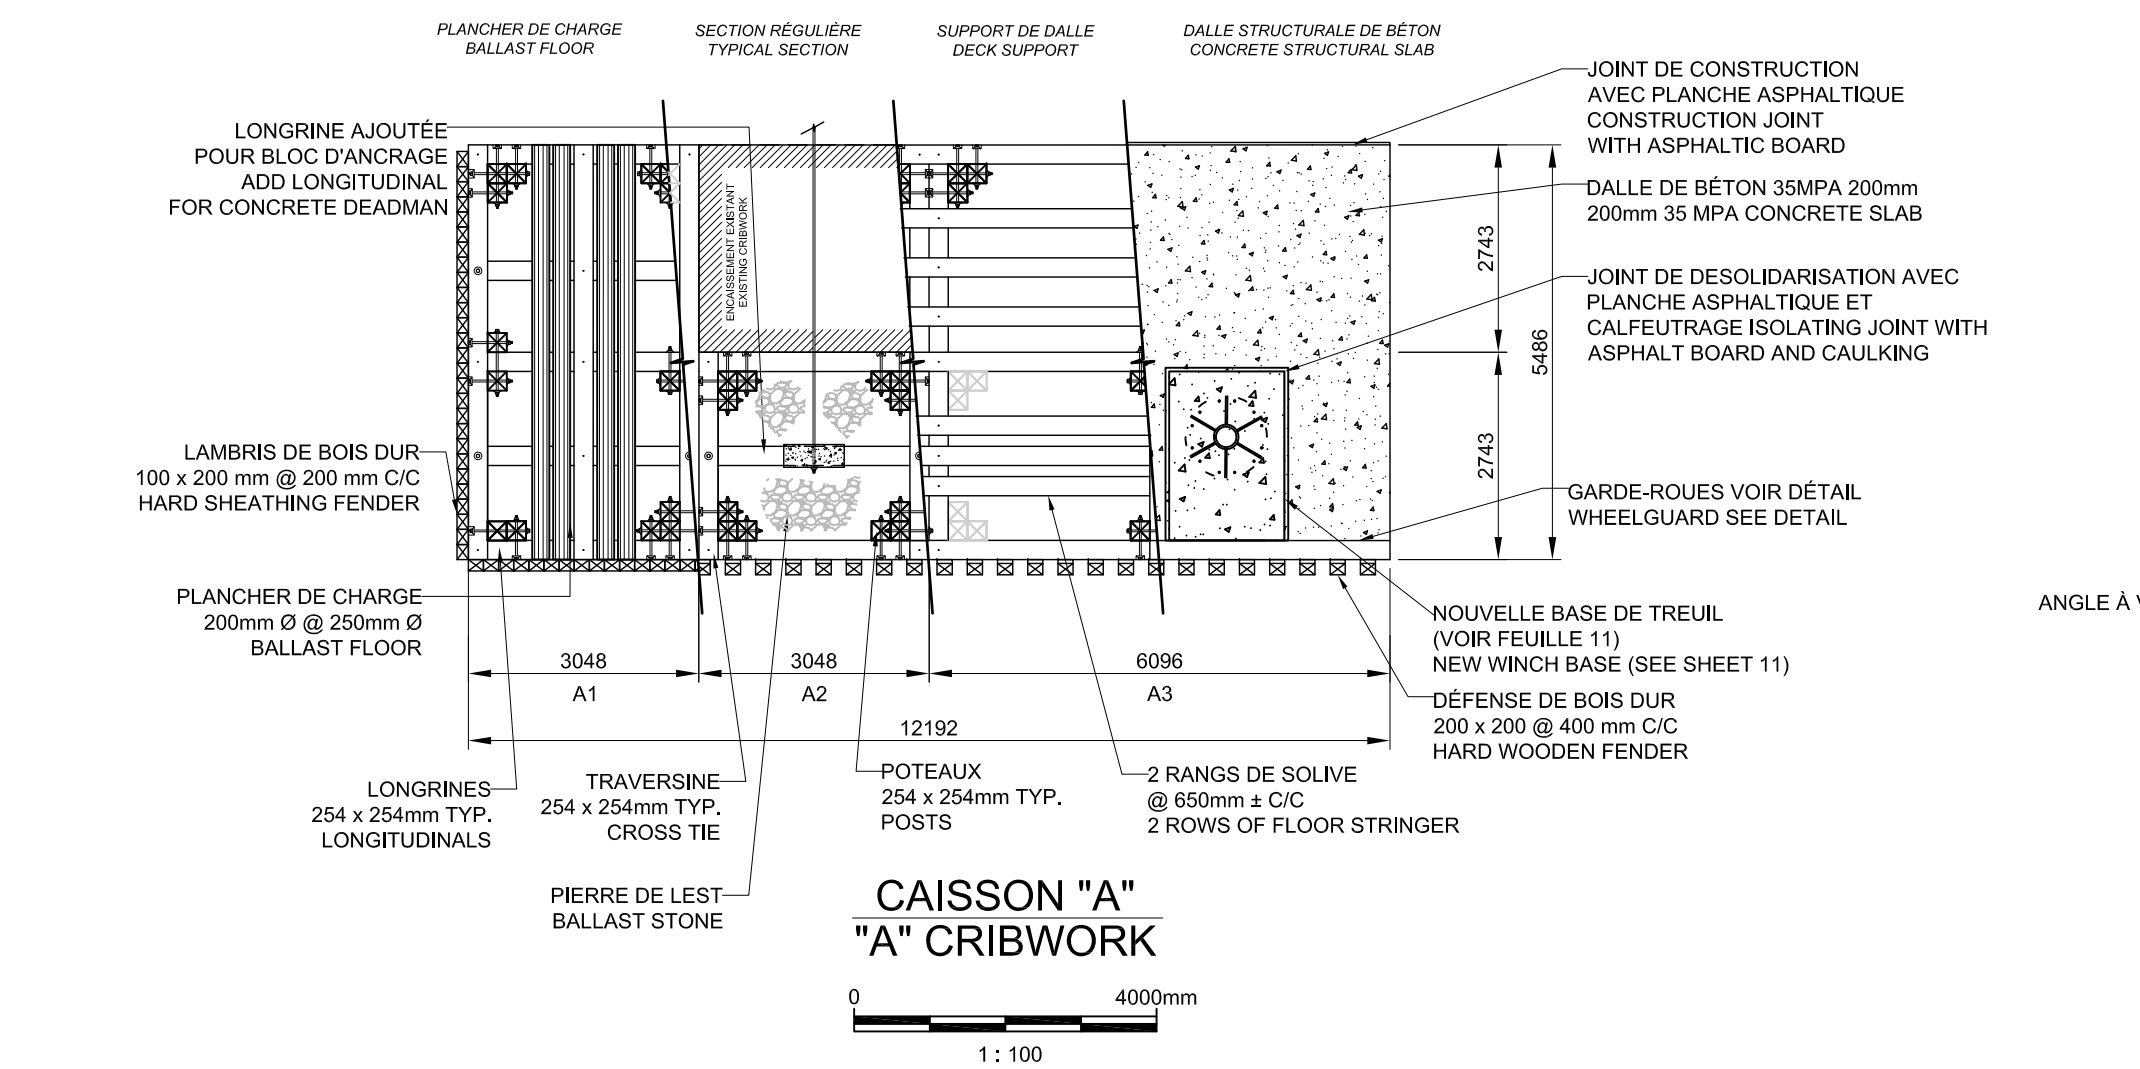 PLANCHER DE CHARGE
BALLAST FLOOR
SECTION RÉGULIÈRE
TYPICAL SECTION
SUPPORT DE DALLE
DECK SUPPORT
DALLE STRUCTURALE DE BÉTON
CONCRETE STRUCTURAL SLAB
LONGRINE AJOUTÉE
POUR BLOC D'ANCRAGE
ADD LONGITUDINAL
FOR CONCRETE DEADMAN
ENCAISSEMENT EXISTANT
EXISTING CRIBWORK
JOINT DE CONSTRUCTION
AVEC PLANCHE ASPHALTIQUE
CONSTRUCTION JOINT
WITH ASPHALTIC BOARD
DALLE DE BÉTON 35MPA 200mm
200mm 35 MPA CONCRETE SLAB
JOINT DE DESOLIDARISATION AVEC
PLANCHE ASPHALTIQUE ET
CALFEUTRAGE ISOLATING JOINT WITH
ASPHALT BOARD AND CAULKING
2743
5486
2743
LAMBRIS DE BOIS DUR
100 x 200 mm @ 200 mm C/C
HARD SHEATHING FENDER
GARDE-ROUES VOIR DÉTAIL
WHEELGUARD SEE DETAIL
PLANCHER DE CHARGE
200mm Ø @ 250mm Ø
BALLAST FLOOR
NOUVELLE BASE DE TREUIL
(VOIR FEUILLE 11)
NEW WINCH BASE (SEE SHEET 11)
ANGLE À
3048
3048
6096
A1
A2
A3
12192
DÉFENSE DE BOIS DUR
200 x 200 @ 400 mm C/C
HARD WOODEN FENDER
LONGRINES
254 x 254mm TYP.
LONGITUDINALS
TRAVERSINE
254 x 254mm TYP.
CROSS TIE
POTEAUX
254 x 254mm TYP.
POSTS
2 RANGS DE SOLIVE
@ 650mm ± C/C
2 ROWS OF FLOOR STRINGER
PIERRE DE LEST
BALLAST STONE
CAISSON "A"
"A" CRIBWORK
0
4000mm
1 : 100